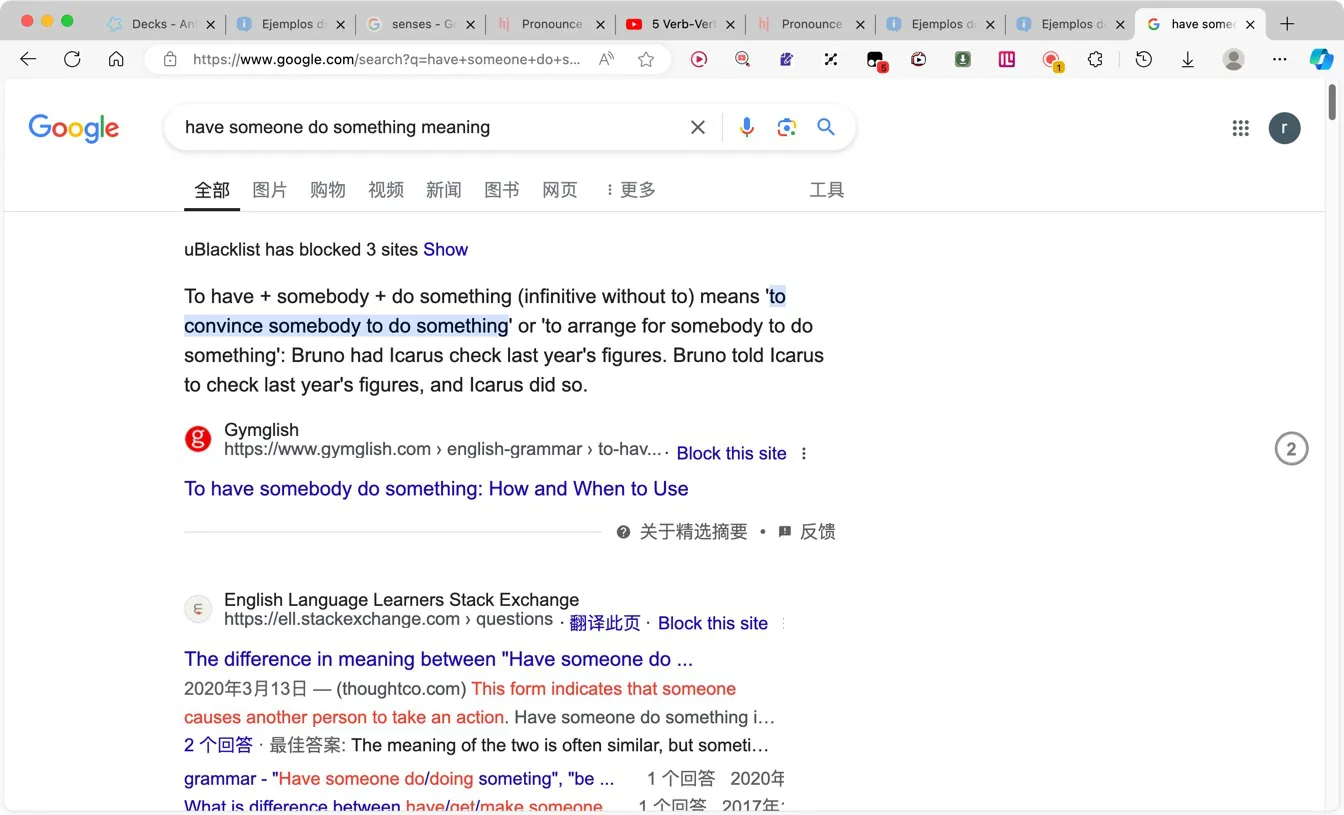 Decks - An
Ejemplos d
senses - G
Pronounce
5 Verb-Ver
Pronounce
Ejemplos d
Ejemplos d
have some
https://www.google.com/search?q=have+someone+do+s...
5
1
Google
have someone do something meaning
r
全部 图片 购物 视频 新闻 图书 网页 更多 工具
uBlacklist has blocked 3 sites Show
To have + somebody + do something (infinitive without to) means 'to
convince somebody to do something' or 'to arrange for somebody to do
something': Bruno had Icarus check last year's figures. Bruno told Icarus
to check last year's figures, and Icarus did so.
g
Gymglish
https://www.gymglish.com › english-grammar › to-hav... · Block this site
2
To have somebody do something: How and When to Use
关于精选摘要 • 反馈
English Language Learners Stack Exchange
https://ell.stackexchange.com › questions · 翻译此页 · Block this site
The difference in meaning between "Have someone do ...
2020年3月13日 — (thoughtco.com) This form indicates that someone
causes another person to take an action. Have someone do something i…
2 个回答 · 最佳答案: The meaning of the two is often similar, but someti…
grammar - "Have someone do/doing someting", "be ... 1 个回答 2020年
What is difference between have/get/make someone 1 个回答 2017年